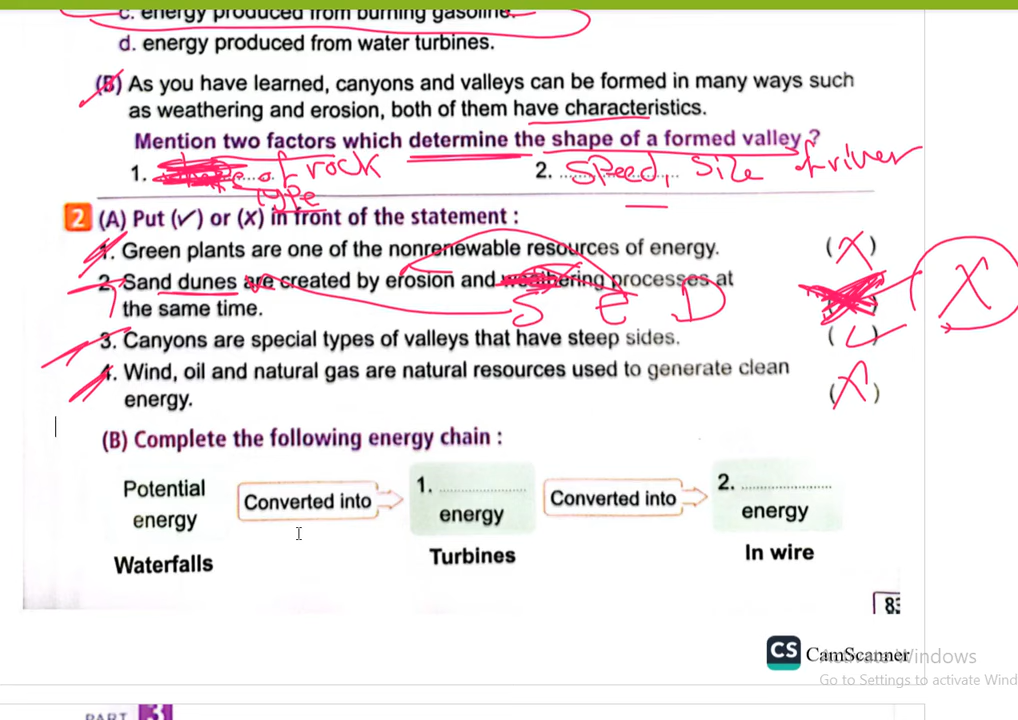 c. energy produced from burning gasoline.
d. energy produced from water turbines.
(B) As you have learned, canyons and valleys can be formed in many ways such
as weathering and erosion, both of them have characteristics.
Mention two factors which determine the shape of a formed valley ?
1. of rock 2. Speed, size of river
type
2 (A) Put (✓) or (X) in front of the statement :
1. Green plants are one of the nonrenewable resources of energy. (X)
2. Sand dunes are created by erosion and weathering processes at X
the same time. S E D
3. Canyons are special types of valleys that have steep sides. (✓)
4. Wind, oil and natural gas are natural resources used to generate clean
energy. (X)
(B) Complete the following energy chain :
Potential energy Converted into 1. .................... energy Converted into 2. .................... energy
Waterfalls Turbines In wire
83
CS CamScanner
Activate Windows
Go to Settings to activate Wind
PART 3